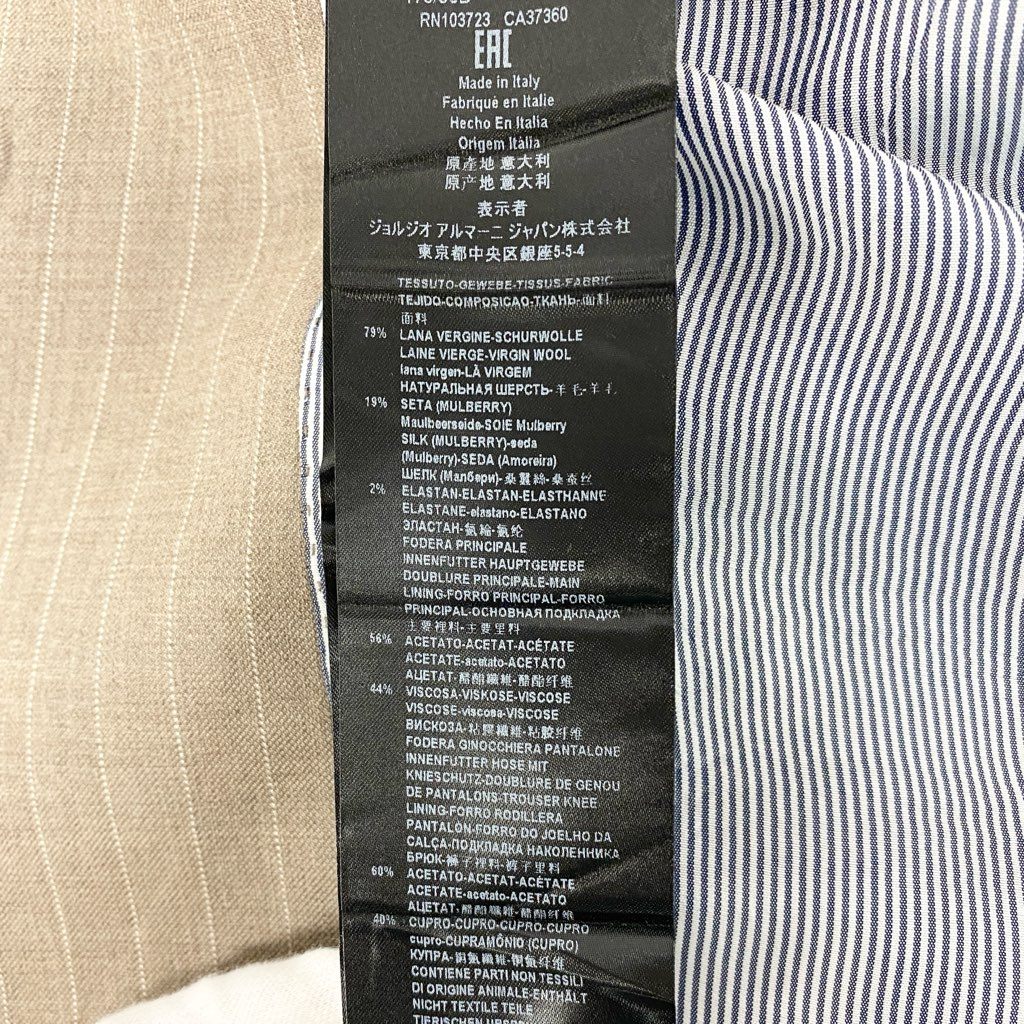 RN103723 CA37360
EAC
Made in Italy
Fabriqué en Italie
Hecho En Italia
Origem Itália
原產地 意大利
原产地 意大利
表示者
ジョルジオ アルマーニ ジャパン株式会社
東京都中央区銀座5-5-4
TESSUTO-GEWEBE-TISSUS-FABRIC
TEJIDO-COMPOSICAO-ТКАНЬ-面料
面料
79% LANA VERGINE-SCHURWOLLE
LAINE VIERGE-VIRGIN WOOL
lana virgen-LÃ VIRGEM
НАТУРАЛЬНАЯ ШЕРСТЬ-羊毛-羊毛
19% SETA (MULBERRY)
Maulbeerseide-SOIE Mulberry
SILK (MULBERRY)-seda
(Mulberry)-SEDA (Amoreira)
ШЕЛК (Малбери)-桑蠶絲-桑蚕丝
2% ELASTAN-ELASTAN-ELASTHANNE
ELASTANE-elastano-ELASTANO
ЭЛАСТАН-氨綸-氨纶
FODERA PRINCIPALE
INNENFUTTER HAUPTGEWEBE
DOUBLURE PRINCIPALE-MAIN
LINING-FORRO PRINCIPAL-FORRO
PRINCIPAL-ОСНОВНАЯ ПОДКЛАДКА
主要裡料-主要里料
56% ACETATO-ACETAT-ACÉTATE
ACETATE-acetato-ACETATO
АЦЕТАТ-醋酯纖維-醋酯纤维
44% VISCOSA-VISKOSE-VISCOSE
VISCOSE-viscosa-VISCOSE
ВИСКОЗА-粘膠纖維-粘胶纤维
FODERA GINOCCHIERA PANTALONE
INNENFUTTER HOSE MIT
KNIESCHUTZ-DOUBLURE DE GENOU
DE PANTALONS-TROUSER KNEE
LINING-FORRO RODILLERA
PANTALÓN-FORRO DO JOELHO DA
CALÇA-ПОДКЛАДКА НАКОЛЕННИКА
БРЮК-褲子裡料-裤子里料
60% ACETATO-ACETAT-ACÉTATE
ACETATE-acetato-ACETATO
АЦЕТАТ-醋酯纖維-醋酯纤维
40% CUPRO-CUPRO-CUPRO-CUPRO
cupro-CUPRAMÔNIO (CUPRO)
КУПРА-銅氨纖維-铜氨纤维
CONTIENE PARTI NON TESSILI
DI ORIGINE ANIMALE-ENTHÄLT
NICHT TEXTILE TEILE
TIERISCHEN